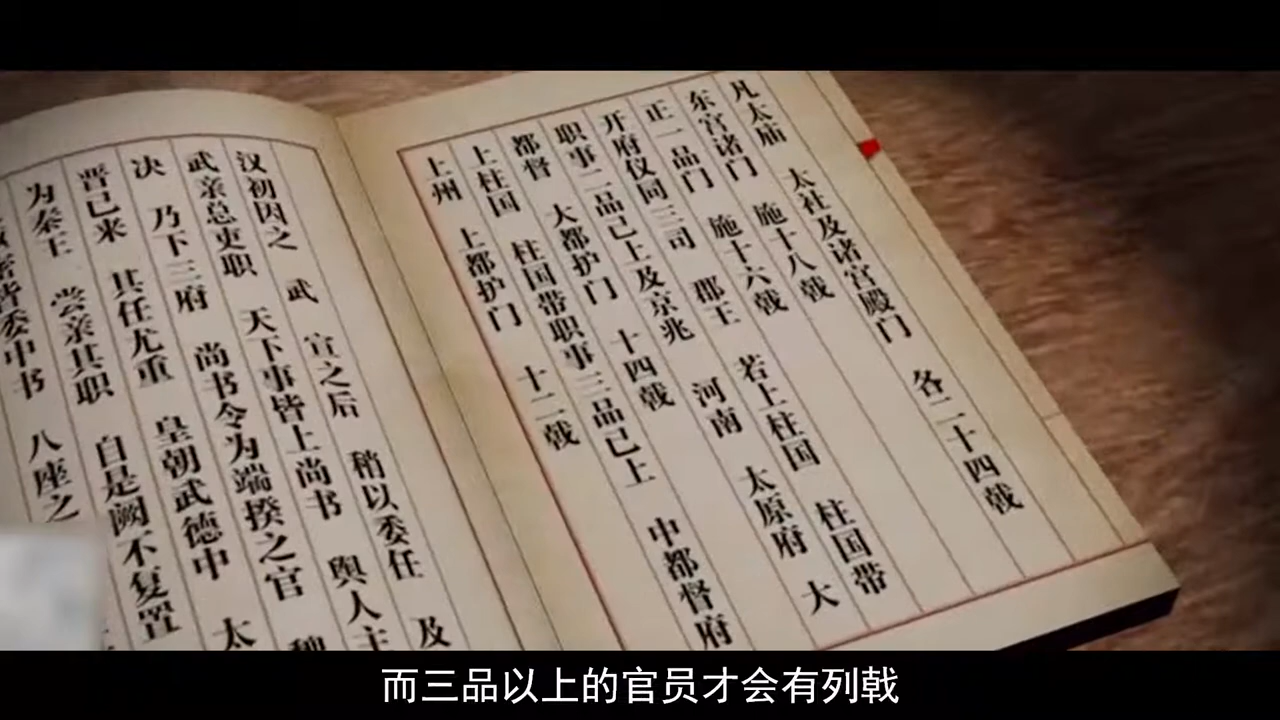 凡太庙 太社及诸宫殿门 各二十四戟
东宫诸门 施十八戟
正一品门 施十六戟
开府仪同三司 郡王 若上柱国 柱国带
职事二品已上及京兆 河南 太原府 大
都督 大都护门 十四戟
上柱国 柱国带职事三品已上 中都督府
上州 上都护门 十二戟
汉初因之 武 宣之后 稍以委任 及
武亲总吏职 天下事皆上尚书 舆人主
决 乃下三府 尚书令为端揆之官 魏
晋已来 其任尤重 皇朝武德中 太
为秦王 尝亲其职 自是阙不复置
皆委中书 八座之
而三品以上的官员才会有列戟